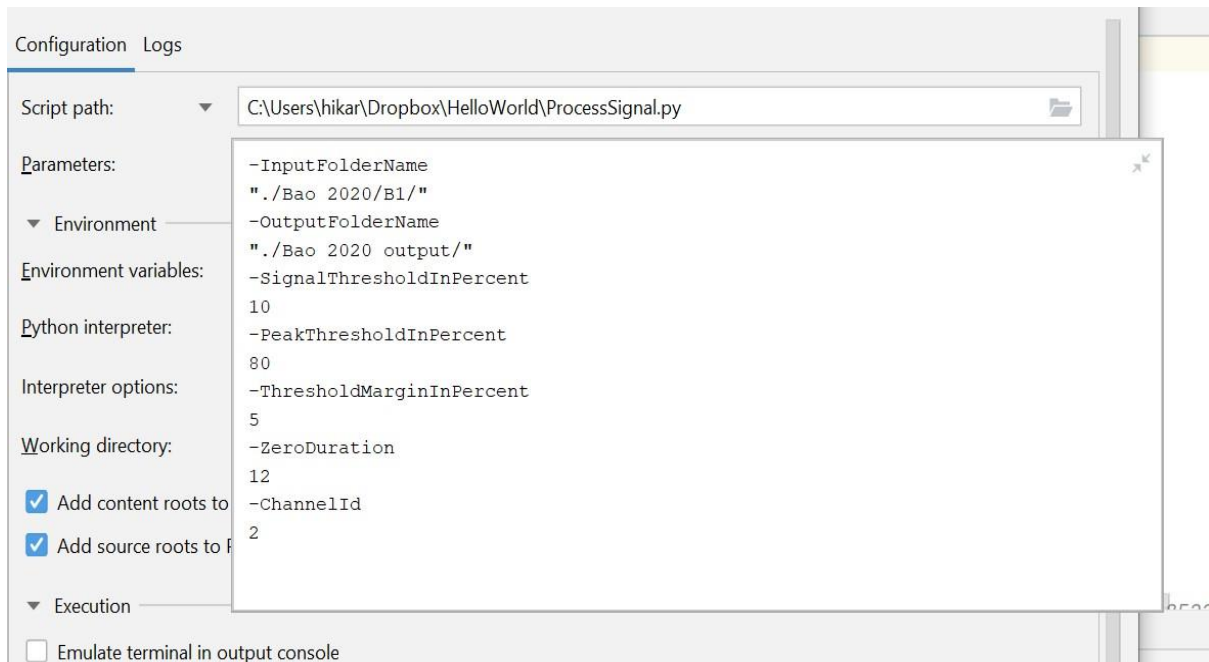 Configuration Logs
Script path: C:\Users\hikar\Dropbox\HelloWorld\ProcessSignal.py
Parameters:
-InputFolderName
"./Bao 2020/B1/"
-OutputFolderName
"./Bao 2020 output/"
-SignalThresholdInPercent
10
-PeakThresholdInPercent
80
-ThresholdMarginInPercent
5
-ZeroDuration
12
-ChannelId
2
Environment
Environment variables:
Python interpreter:
Interpreter options:
Working directory:
Add content roots to
Add source roots to
Execution
Emulate terminal in output console